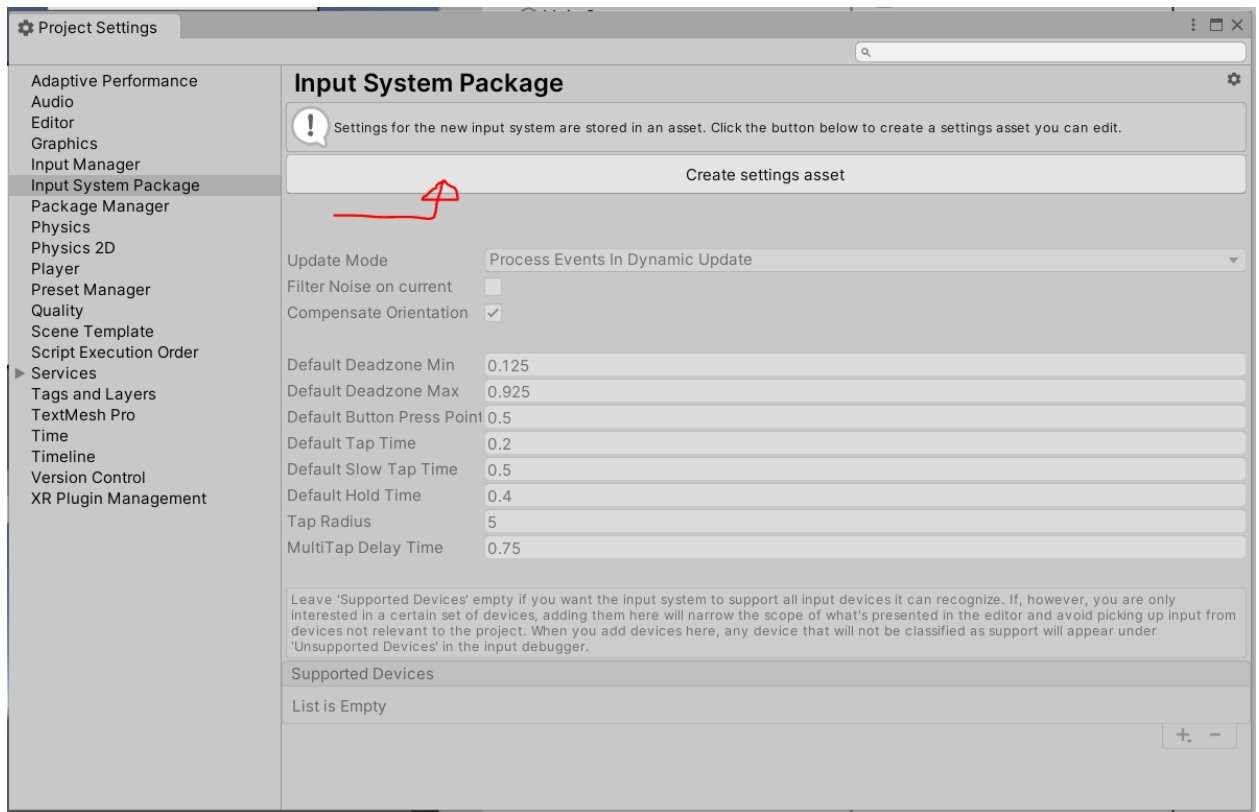 Project Settings
Adaptive Performance
Audio
Editor
Graphics
Input Manager
Input System Package
Package Manager
Physics
Physics 2D
Player
Preset Manager
Quality
Scene Template
Script Execution Order
Services
Tags and Layers
TextMesh Pro
Time
Timeline
Version Control
XR Plugin Management
Input System Package
Settings for the new input system are stored in an asset. Click the button below to create a settings asset you can edit.
Create settings asset
Update Mode Process Events In Dynamic Update
Filter Noise on current
Compensate Orientation
Default Deadzone Min 0.125
Default Deadzone Max 0.925
Default Button Press Point 0.5
Default Tap Time 0.2
Default Slow Tap Time 0.5
Default Hold Time 0.4
Tap Radius 5
MultiTap Delay Time 0.75
Leave 'Supported Devices' empty if you want the input system to support all input devices it can recognize. If, however, you are only
interested in a certain set of devices, adding them here will narrow the scope of what's presented in the editor and avoid picking up input from
devices not relevant to the project. When you add devices here, any device that will not be classified as support will appear under
'Unsupported Devices' in the input debugger.
Supported Devices
List is Empty